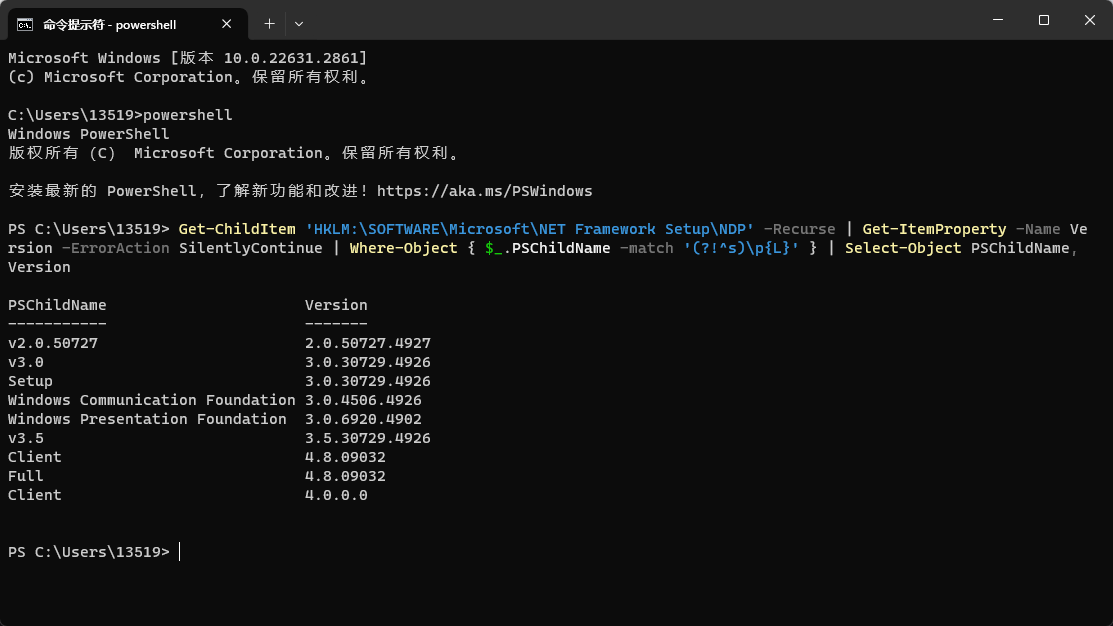 命令提示符 - powershell
Microsoft Windows [版本 10.0.22631.2861]
(c) Microsoft Corporation。保留所有权利。
C:\Users\13519>powershell
Windows PowerShell
版权所有 (C)  Microsoft Corporation。保留所有权利。
安装最新的 PowerShell，了解新功能和改进！https://aka.ms/PSWindows
PS C:\Users\13519> Get-ChildItem 'HKLM:\SOFTWARE\Microsoft\NET Framework Setup\NDP' -Recurse | Get-ItemProperty -Name Ve
rsion -ErrorAction SilentlyContinue | Where-Object { $_.PSChildName -match '(?!^s)\p{L}' } | Select-Object PSChildName,
Version
PSChildName                      Version
-----------                      -------
v2.0.50727                       2.0.50727.4927
v3.0                             3.0.30729.4926
Setup                            3.0.30729.4926
Windows Communication Foundation 3.0.4506.4926
Windows Presentation Foundation  3.0.6920.4902
v3.5                             3.5.30729.4926
Client                           4.8.09032
Full                             4.8.09032
Client                           4.0.0.0
PS C:\Users\13519>